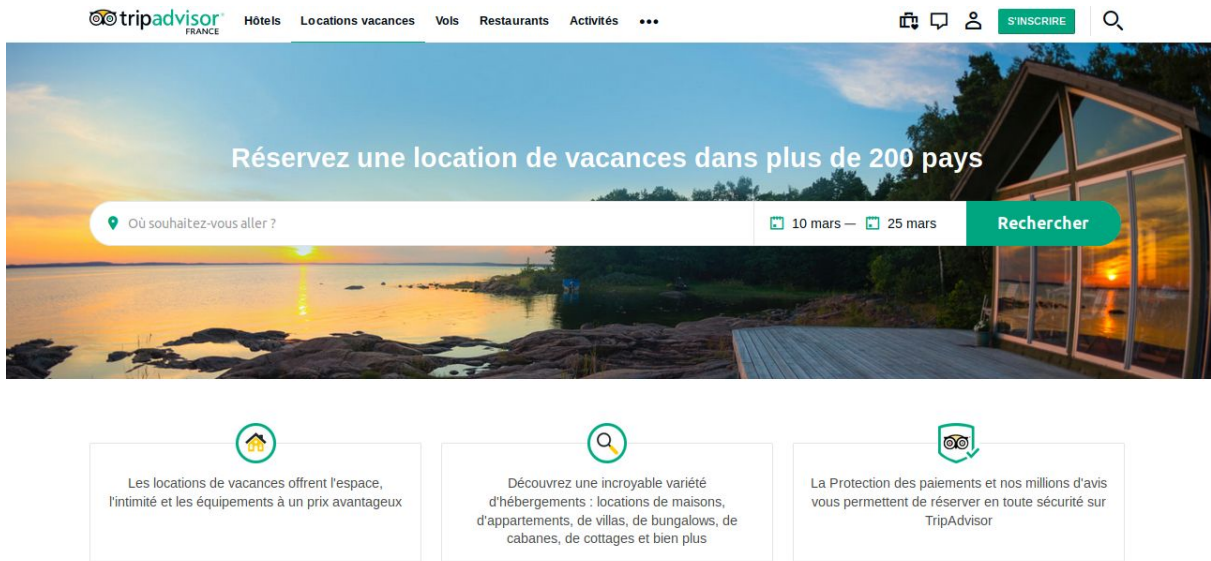 tripadvisor
FRANCE
Hôtels Locations vacances Vols Restaurants Activités •••
S'INSCRIRE
Réservez une location de vacances dans plus de 200 pays
Où souhaitez-vous aller ? 10 mars — 25 mars Rechercher
Les locations de vacances offrent l'espace,
l'intimité et les équipements à un prix avantageux
Découvrez une incroyable variété
d'hébergements : locations de maisons,
d'appartements, de villas, de bungalows, de
cabanes, de cottages et bien plus
La Protection des paiements et nos millions d'avis
vous permettent de réserver en toute sécurité sur
TripAdvisor